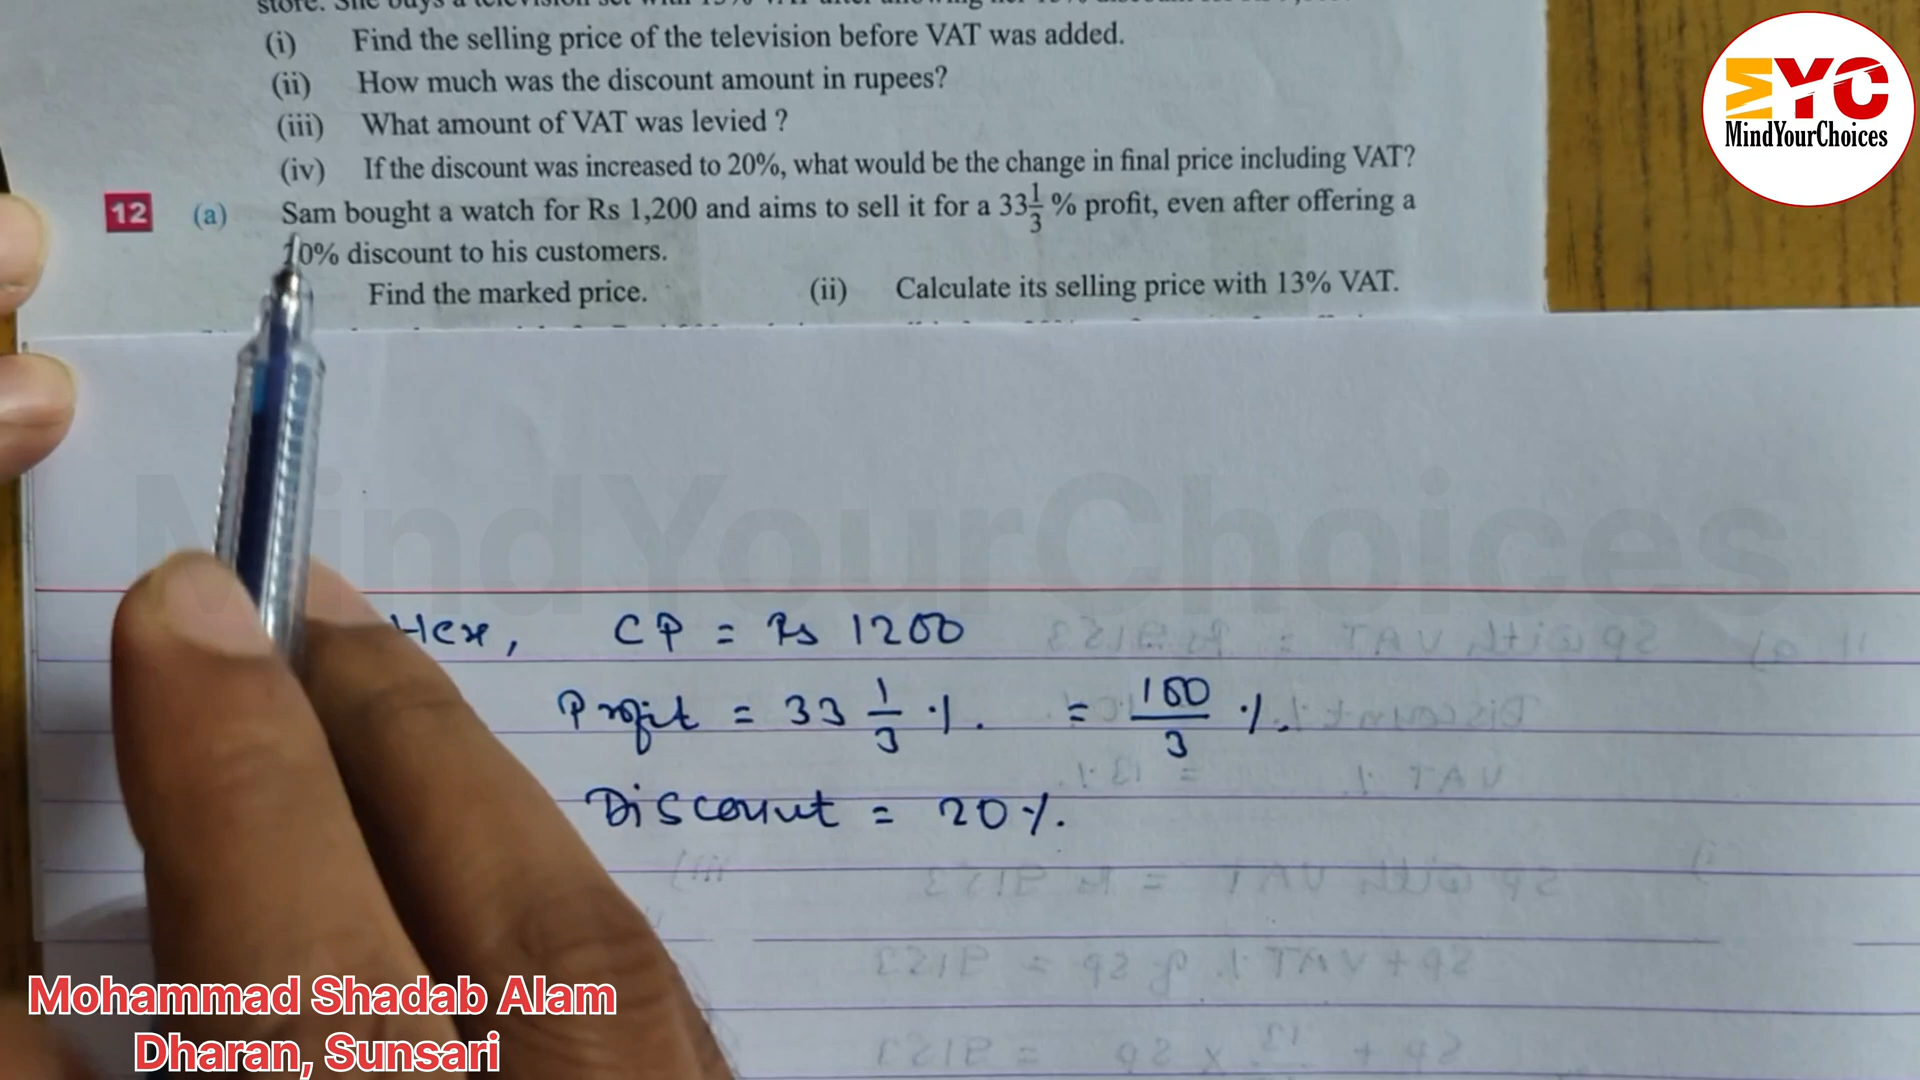 (i) Find the selling price of the television before VAT was added.
(ii) How much was the discount amount in rupees?
(iii) What amount of VAT was levied ?
(iv) If the discount was increased to 20%, what would be the change in final price including VAT?
12 (a) Sam bought a watch for Rs 1,200 and aims to sell it for a 33 1/3 % profit, even after offering a
0% discount to his customers.
Find the marked price. (ii) Calculate its selling price with 13% VAT.
MYC
MindYourChoices
MindYourChoices
Here, CP = Rs 1200
Profit = 33 1/3 % = 100/3 %.
Discount = 20%.
Mohammad Shadab Alam
Dharan, Sunsari